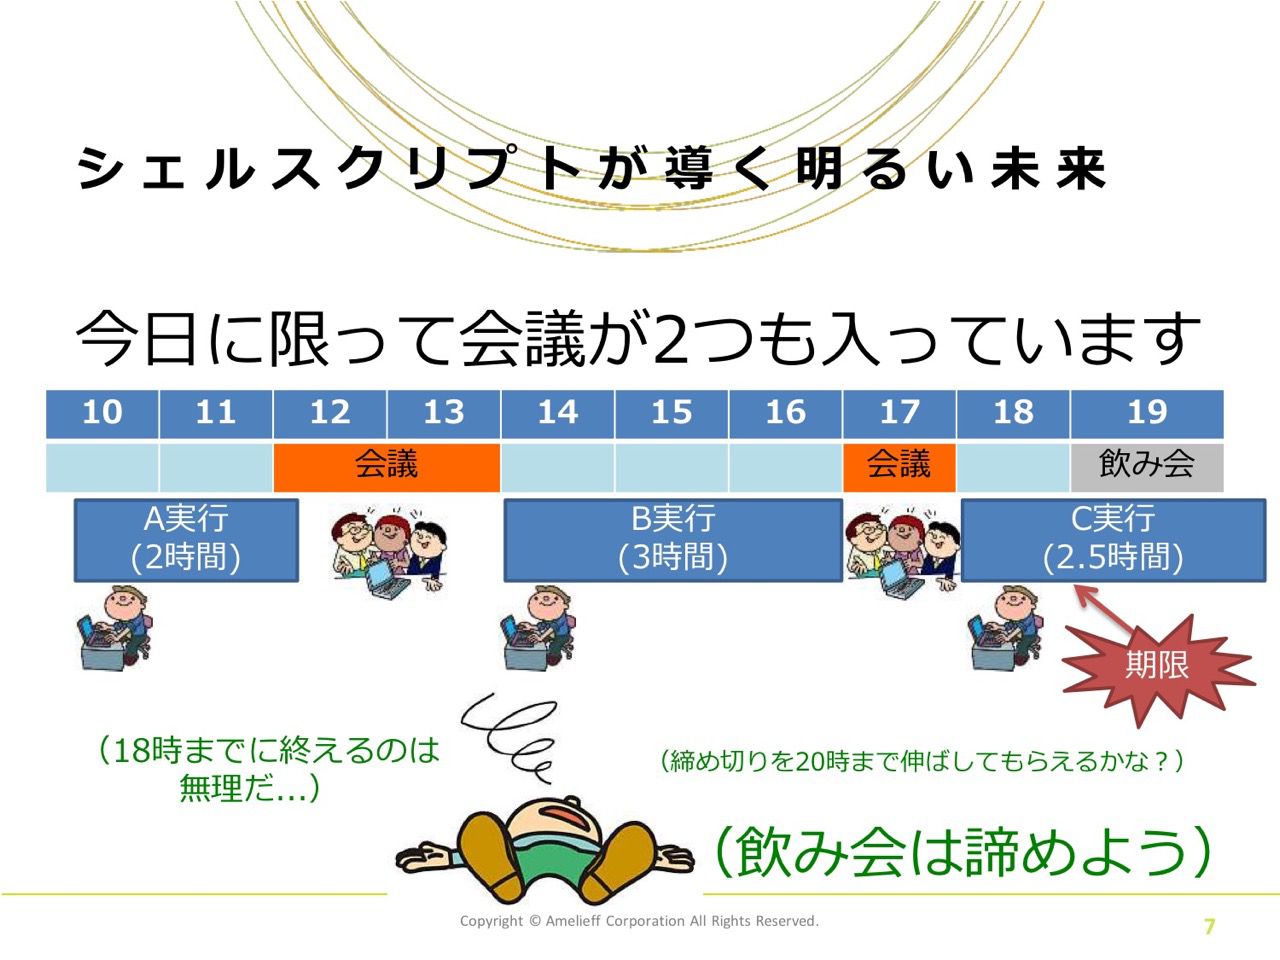 シェルスクリプトが導く明るい未来
今日に限って会議が2つも入っています
10 11 12 13 14 15 16 17 18 19
会議 会議 飲み会
A実行
(2時間)
B実行
(3時間)
C実行
(2.5時間)
期限
（18時までに終えるのは
無理だ…）
（締め切りを20時まで伸ばしてもらえるかな？）
（飲み会は諦めよう）
Copyright © Amelieff Corporation All Rights Reserved.
7